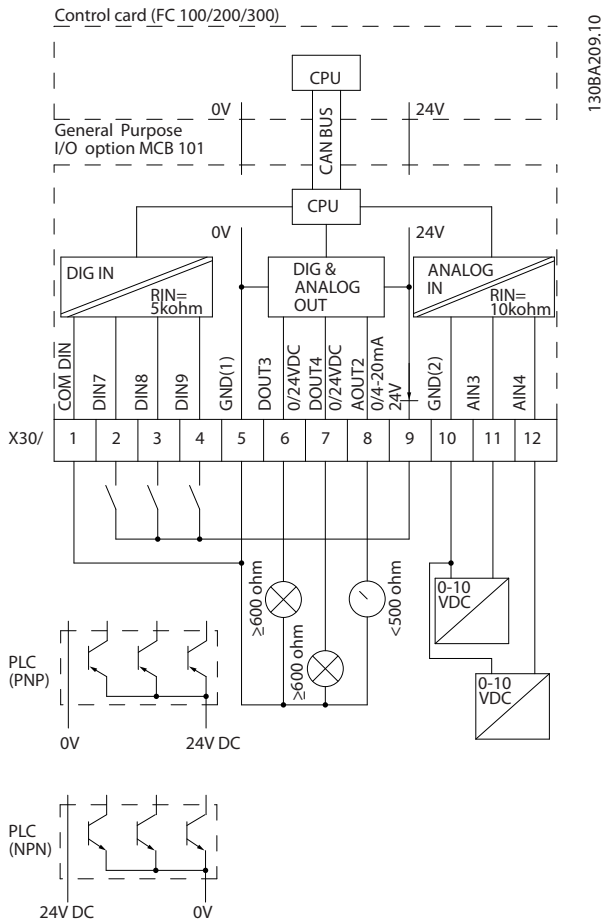 Control card (FC 100/200/300)
130BA209.10
CPU
0V
24V
General Purpose
I/O option MCB 101
CAN BUS
CPU
0V
24V
DIG IN
RIN=
5kohm
DIG &
ANALOG
OUT
ANALOG
IN
RIN=
10kohm
COM DIN
DIN7
DIN8
DIN9
GND(1)
DOUT3
0/24VDC
DOUT4
0/24VDC
AOUT2
0/4-20mA
24V
GND(2)
AIN3
AIN4
X30/ 1 2 3 4 5 6 7 8 9 10 11 12
≥600 ohm
≥600 ohm
<500 ohm
0-10
VDC
0-10
VDC
PLC
(PNP)
0V 24V DC
PLC
(NPN)
24V DC 0V